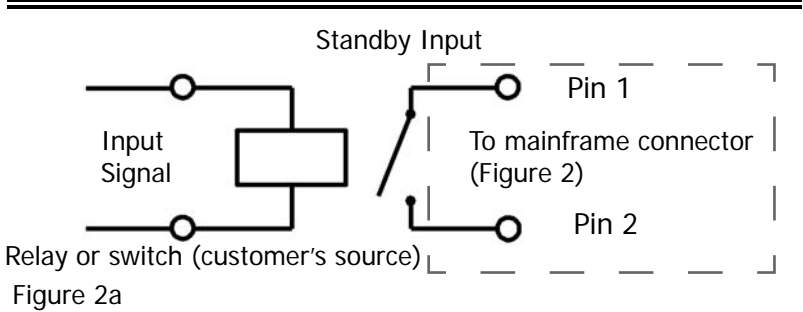 Standby Input
Pin 1
Input
Signal
To mainframe connector
(Figure 2)
Pin 2
Relay or switch (customer's source)
Figure 2a